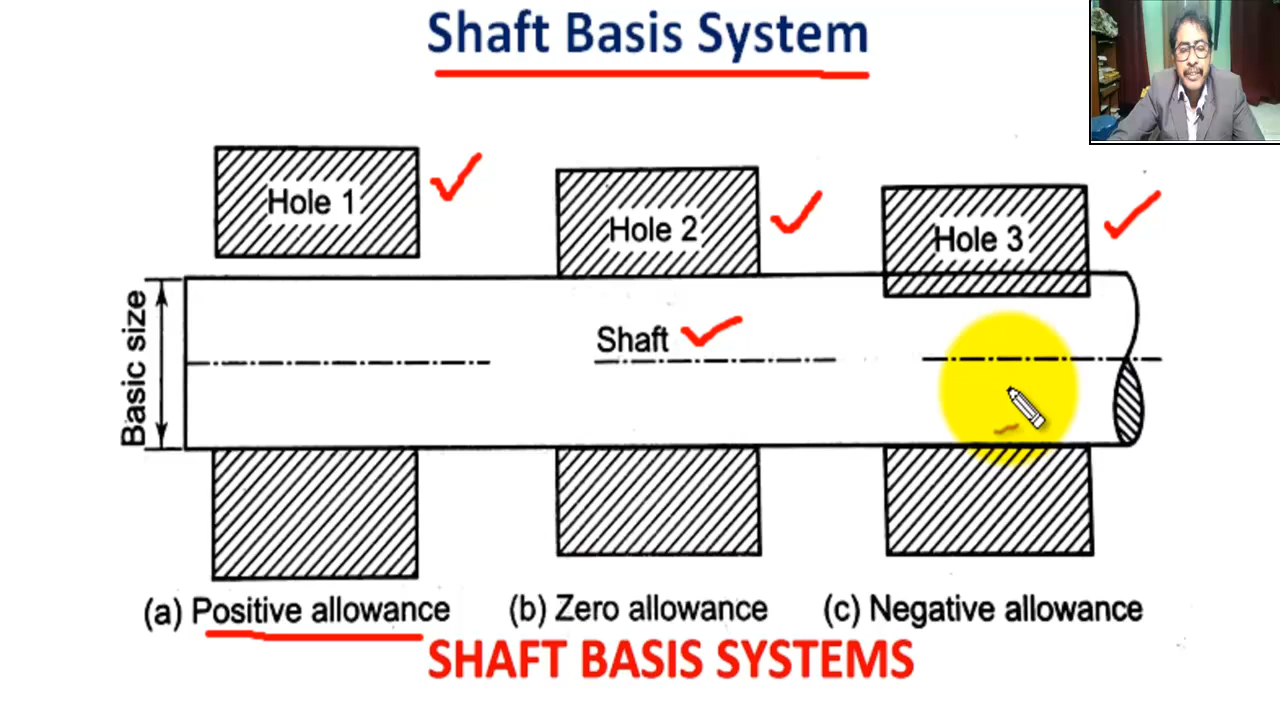 Shaft Basis System
Hole 1
Hole 2
Hole 3
Basic size
Shaft
(a) Positive allowance
(b) Zero allowance
(c) Negative allowance
SHAFT BASIS SYSTEMS